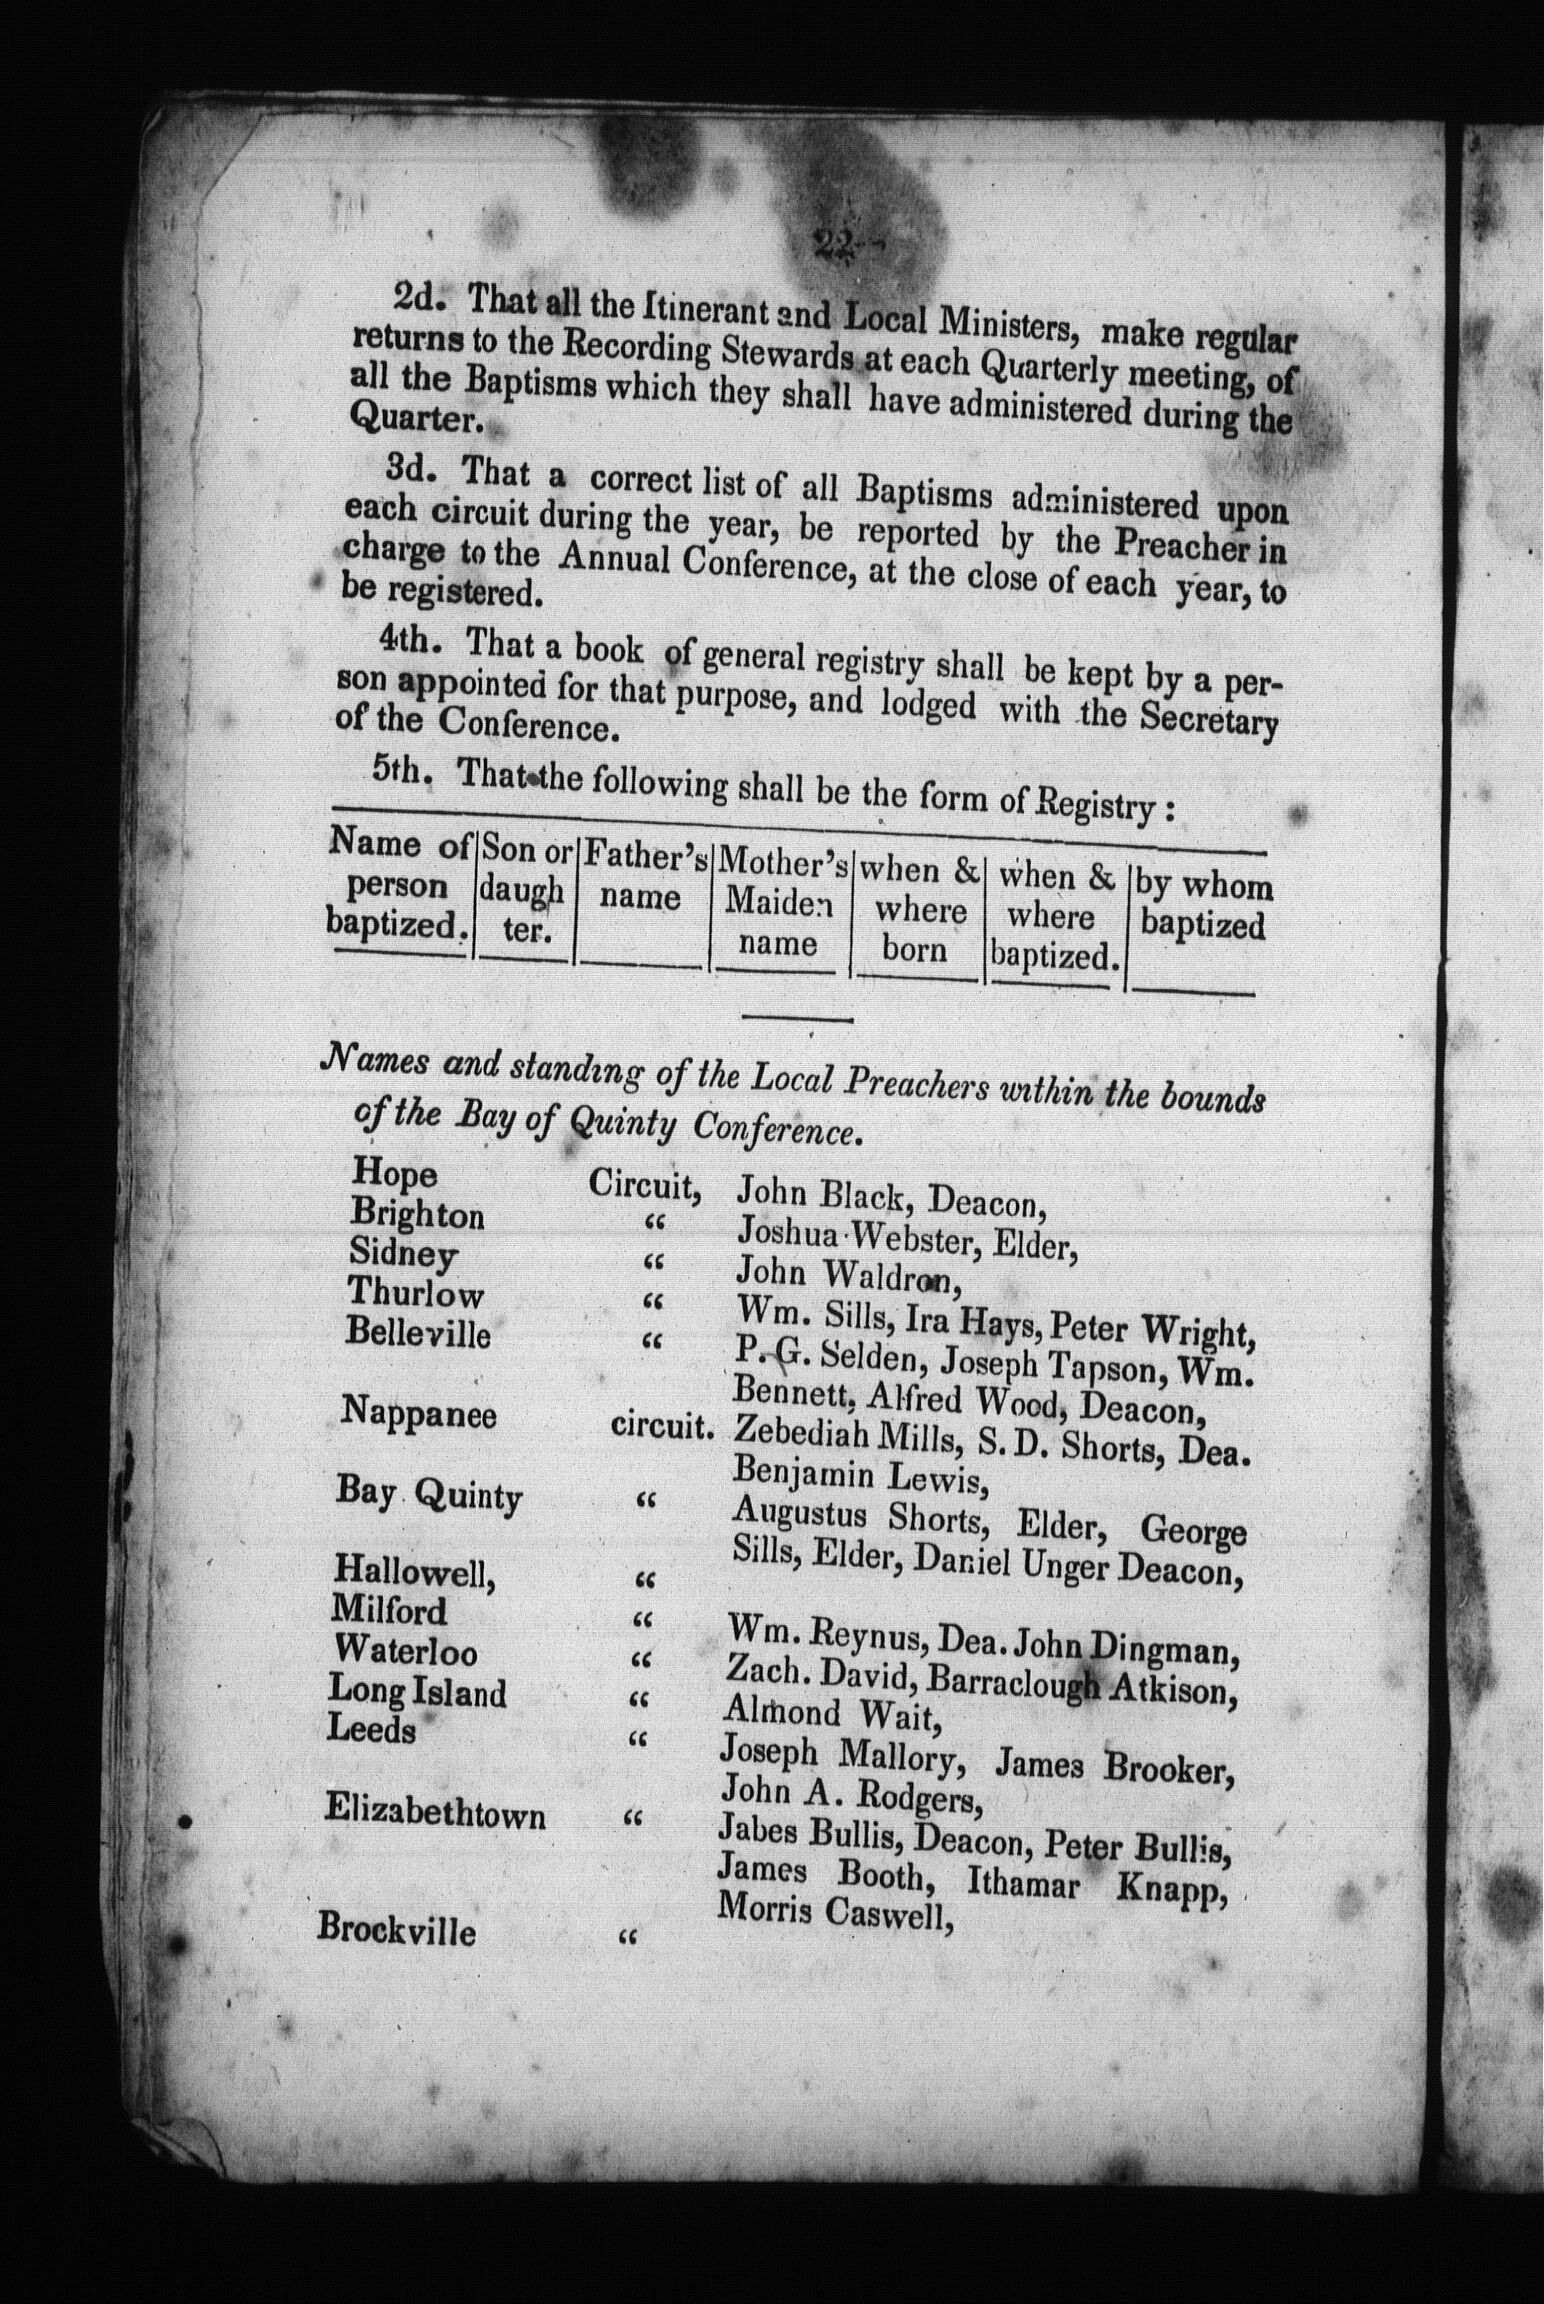 22
2d. That all the Itinerant and Local Ministers, make regular
returns to the Recording Stewards at each Quarterly meeting, of
all the Baptisms which they shall have administered during the
Quarter.
3d. That a correct list of all Baptisms administered upon
each circuit during the year, be reported by the Preacher in
charge to the Annual Conference, at the close of each year, to
be registered.
4th. That a book of general registry shall be kept by a per-
son appointed for that purpose, and lodged with the Secretary
of the Conference.
5th. That the following shall be the form of Registry :
Name of Son or Father's Mother's when & when & by whom
person daugh name Maiden where where baptized
baptized. ter. name born baptized.
Names and standing of the Local Preachers within the bounds
of the Bay of Quinty Conference.
Hope Circuit, John Black, Deacon,
Brighton “ Joshua Webster, Elder,
Sidney “ John Waldron,
Thurlow “ Wm. Sills, Ira Hays, Peter Wright,
Belleville “ P. G. Selden, Joseph Tapson, Wm.
Bennett, Alfred Wood, Deacon,
Nappanee circuit. Zebediah Mills, S. D. Shorts, Dea.
Benjamin Lewis,
Bay Quinty “ Augustus Shorts, Elder, George
Sills, Elder, Daniel Unger Deacon,
Hallowell, “
Milford “ Wm. Reynus, Dea. John Dingman,
Waterloo “ Zach. David, Barraclough Atkison,
Long Island “ Almond Wait,
Leeds “ Joseph Mallory, James Brooker,
John A. Rodgers,
Elizabethtown “ Jabes Bullis, Deacon, Peter Bullis,
James Booth, Ithamar Knapp,
Morris Caswell,
Brockville “